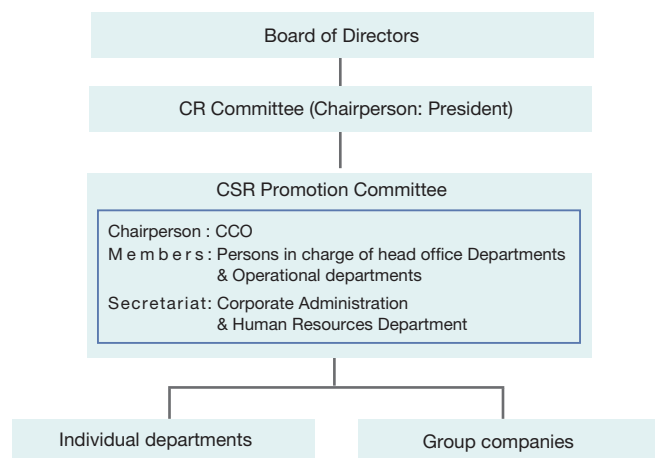 Board of Directors
CR Committee (Chairperson: President)
CSR Promotion Committee
Chairperson : CCO
Members: Persons in charge of head office Departments
& Operational departments
Secretariat: Corporate Administration
& Human Resources Department
Individual departments
Group companies